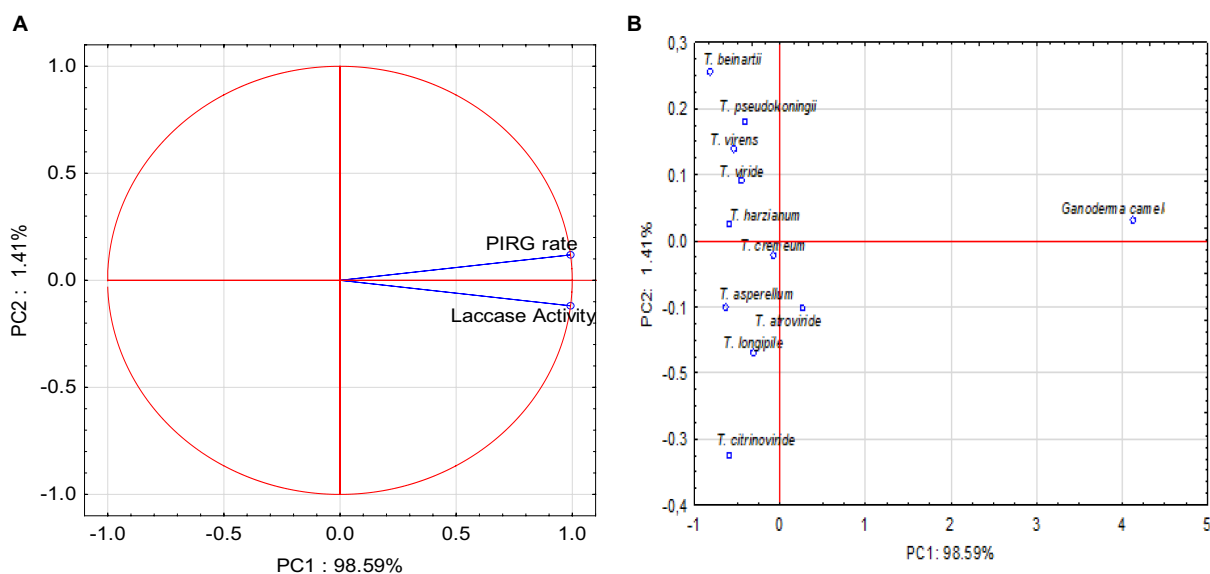 A
1.0
0.5
0.0
-0.5
-1.0
PC2 : 1.41%
PIRG rate
Laccase Activity
-1.0 -0.5 0.0 0.5 1.0
PC1 : 98.59%
B
0,3
0.2
0.1
0.0
-0.1
-0.5
-0.3
-0.4
PC2: 1.41%
T. beinartii
T. pseudokoningii
T. virens
T. viride
T. harzianum
Ganoderma camel
T. cremeum
T. asperellum
T. atroviride
T. longipile
T. citrinoviride
-1 0 1 2 3 4 5
PC1: 98.59%